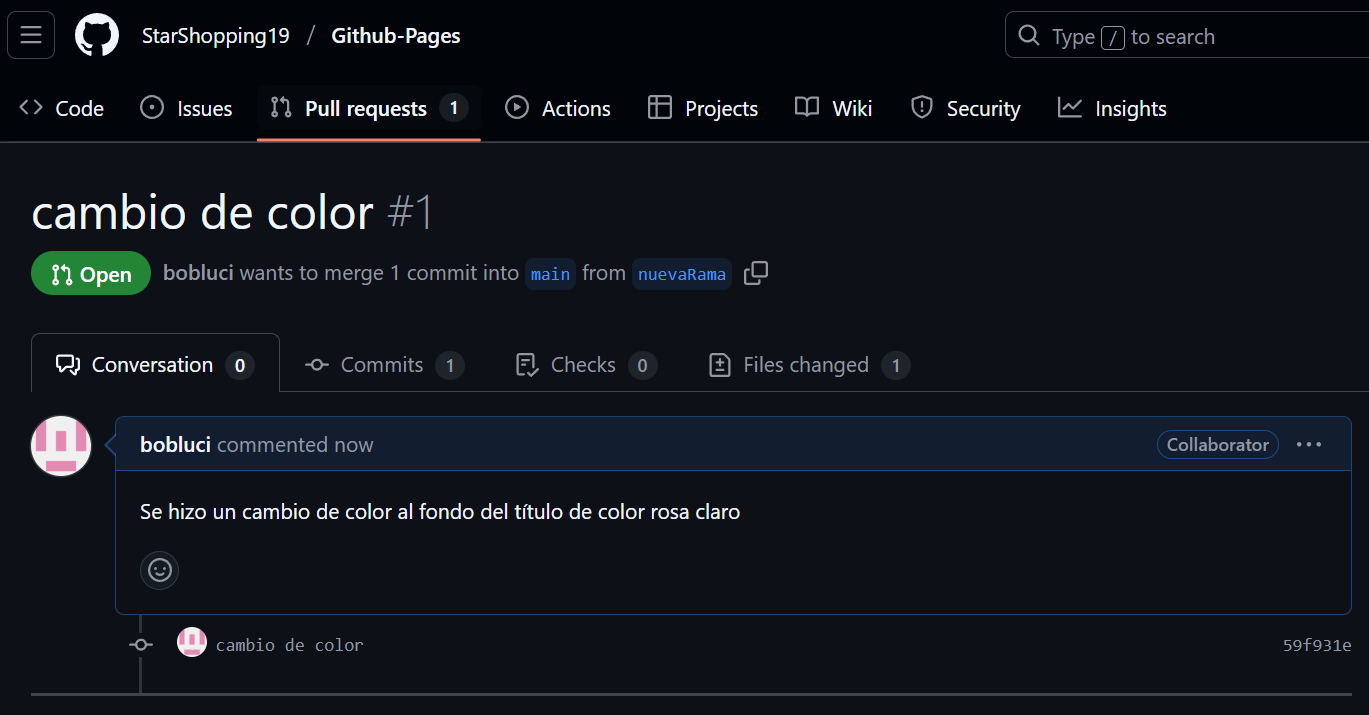 StarShopping19 / Github-Pages
Type / to search
Code Issues Pull requests 1 Actions Projects Wiki Security Insights
cambio de color #1
Open bobluci wants to merge 1 commit into main from nuevaRama
Conversation 0 Commits 1 Checks 0 Files changed 1
bobluci commented now Collaborator
Se hizo un cambio de color al fondo del título de color rosa claro
cambio de color 59f931e